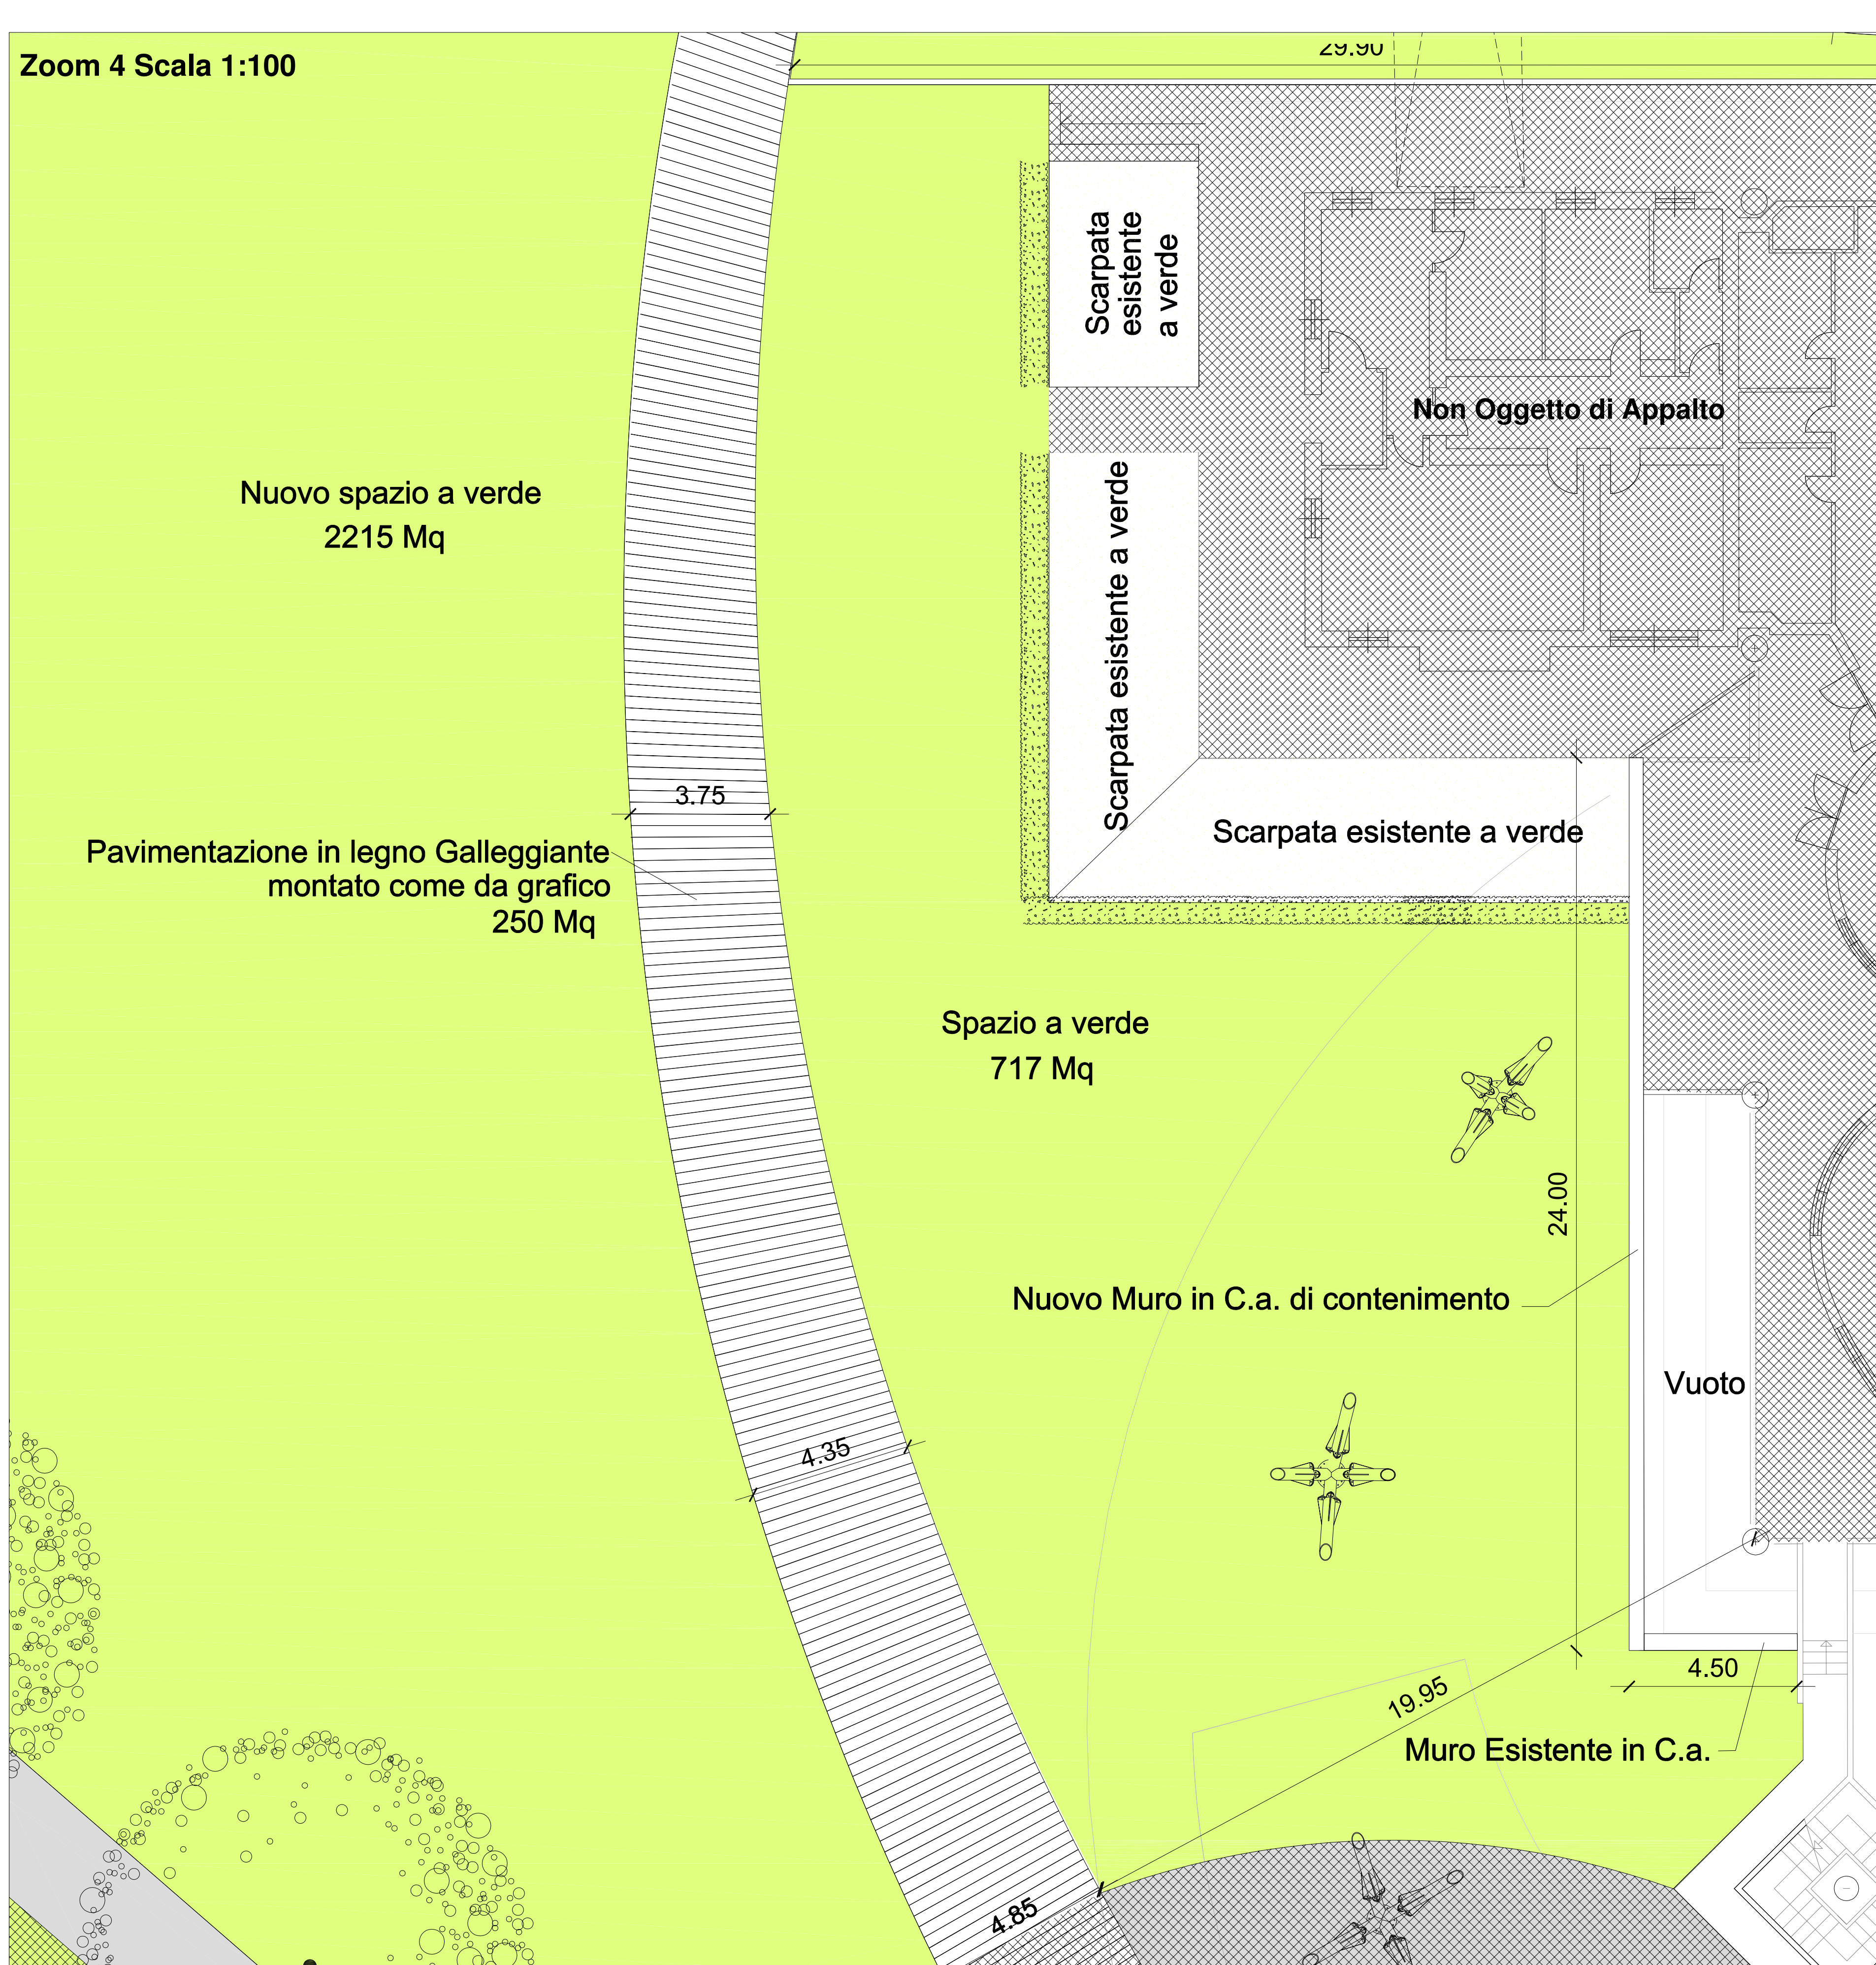 Zoom 4 Scala 1:100
29.90
Scarpata
esistente
a verde
Non Oggetto di Appalto
Nuovo spazio a verde
2215 Mq
Scarpata esistente a verde
3.75
Scarpata esistente a verde
Pavimentazione in legno Galleggiante
montato come da grafico
250 Mq
Spazio a verde
717 Mq
24.00
Nuovo Muro in C.a. di contenimento
Vuoto
4.35
4.50
19.95
Muro Esistente in C.a.
4.85